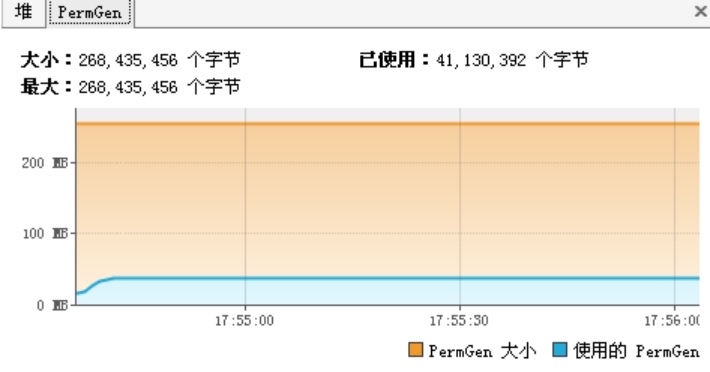 堆 PermGen
大小：268,435,456 个字节 已使用：41,130,392 个字节
最大：268,435,456 个字节
200 MB
100 MB
0 MB
17:55:00 17:55:30 17:56:0
PermGen 大小 使用的 PermGen